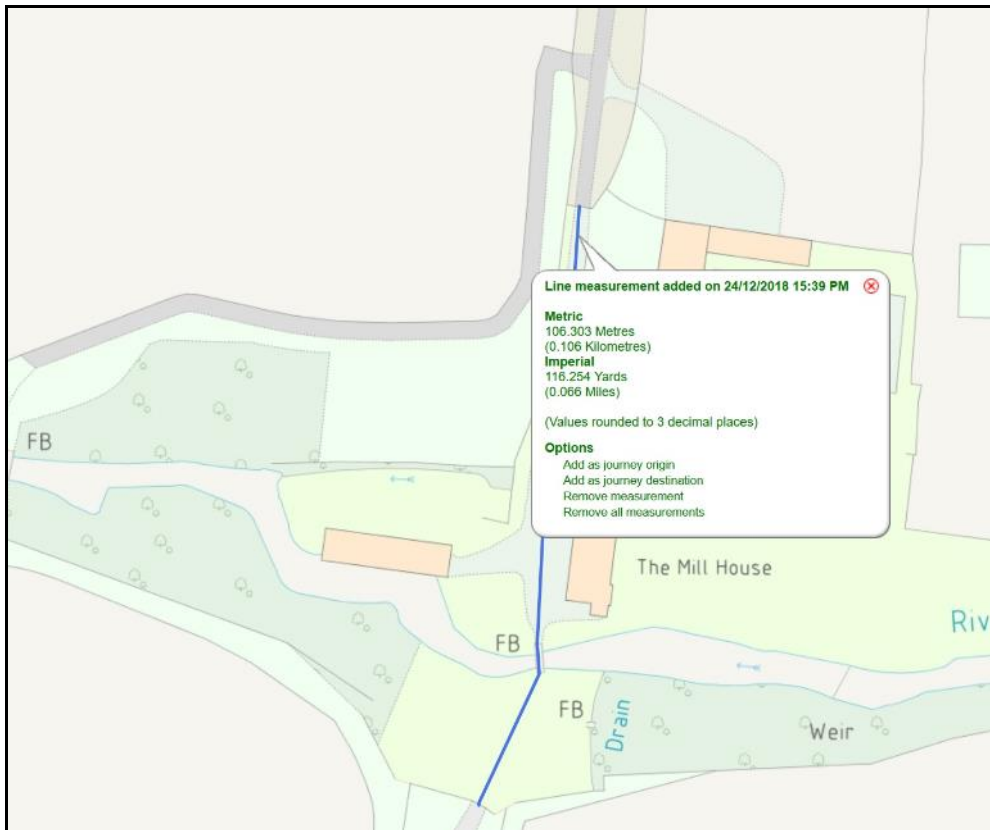 Line measurement added on 24/12/2018 15:39 PM
Metric
106.303 Metres
(0.106 Kilometres)
Imperial
116.254 Yards
(0.066 Miles)
(Values rounded to 3 decimal places)
Options
Add as journey origin
Add as journey destination
Remove measurement
Remove all measurements
FB
The Mill House
Riv
FB
FB
Drain
Weir